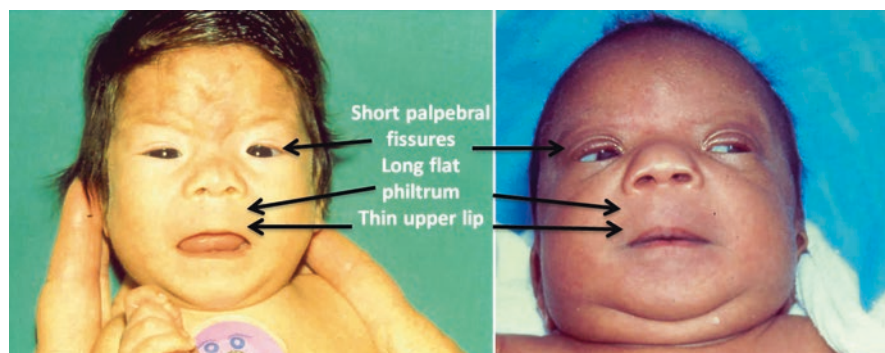 Short palpebral
fissures
Long flat
philtrum
Thin upper lip